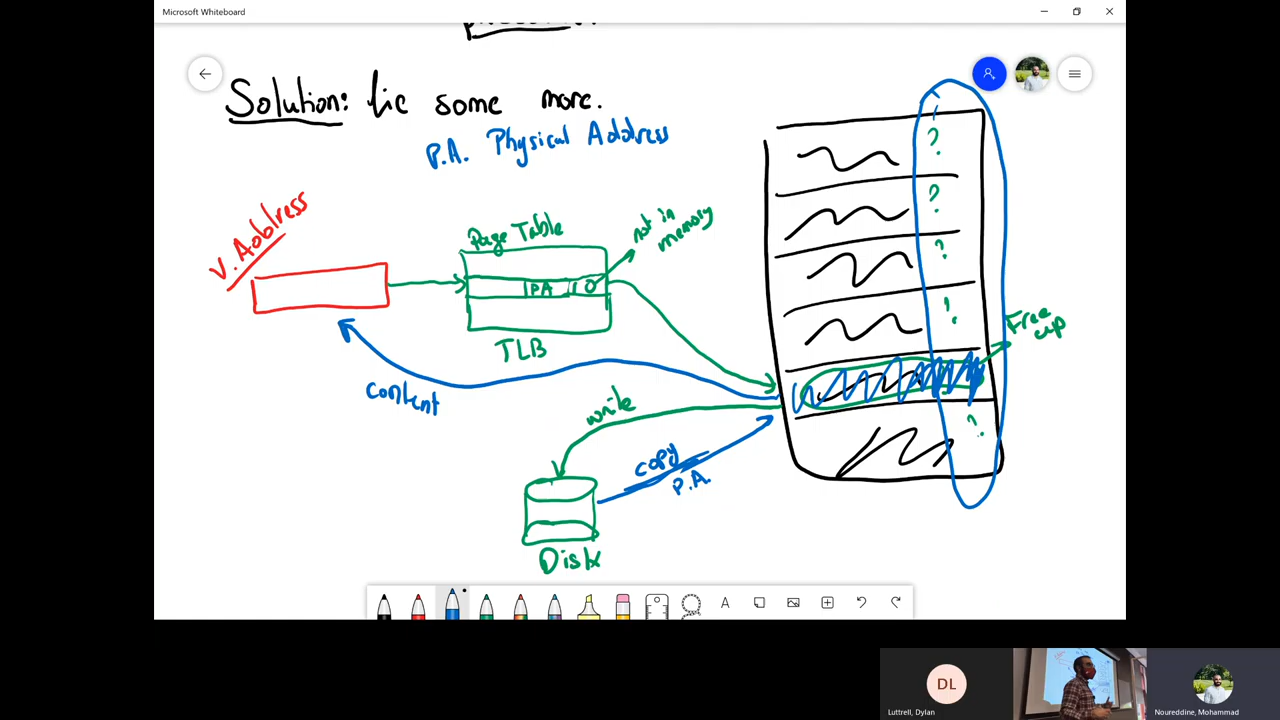 Microsoft Whiteboard
Solution: lie some more.
P.A. Physical Address
V. Address
Page Table
PA
0
not in
memory
TLB
content
write
copy
P.A.
Disk
?
?
?
?
?
Free
up
A
DL
Luttrell, Dylan
Noureddine, Mohammad